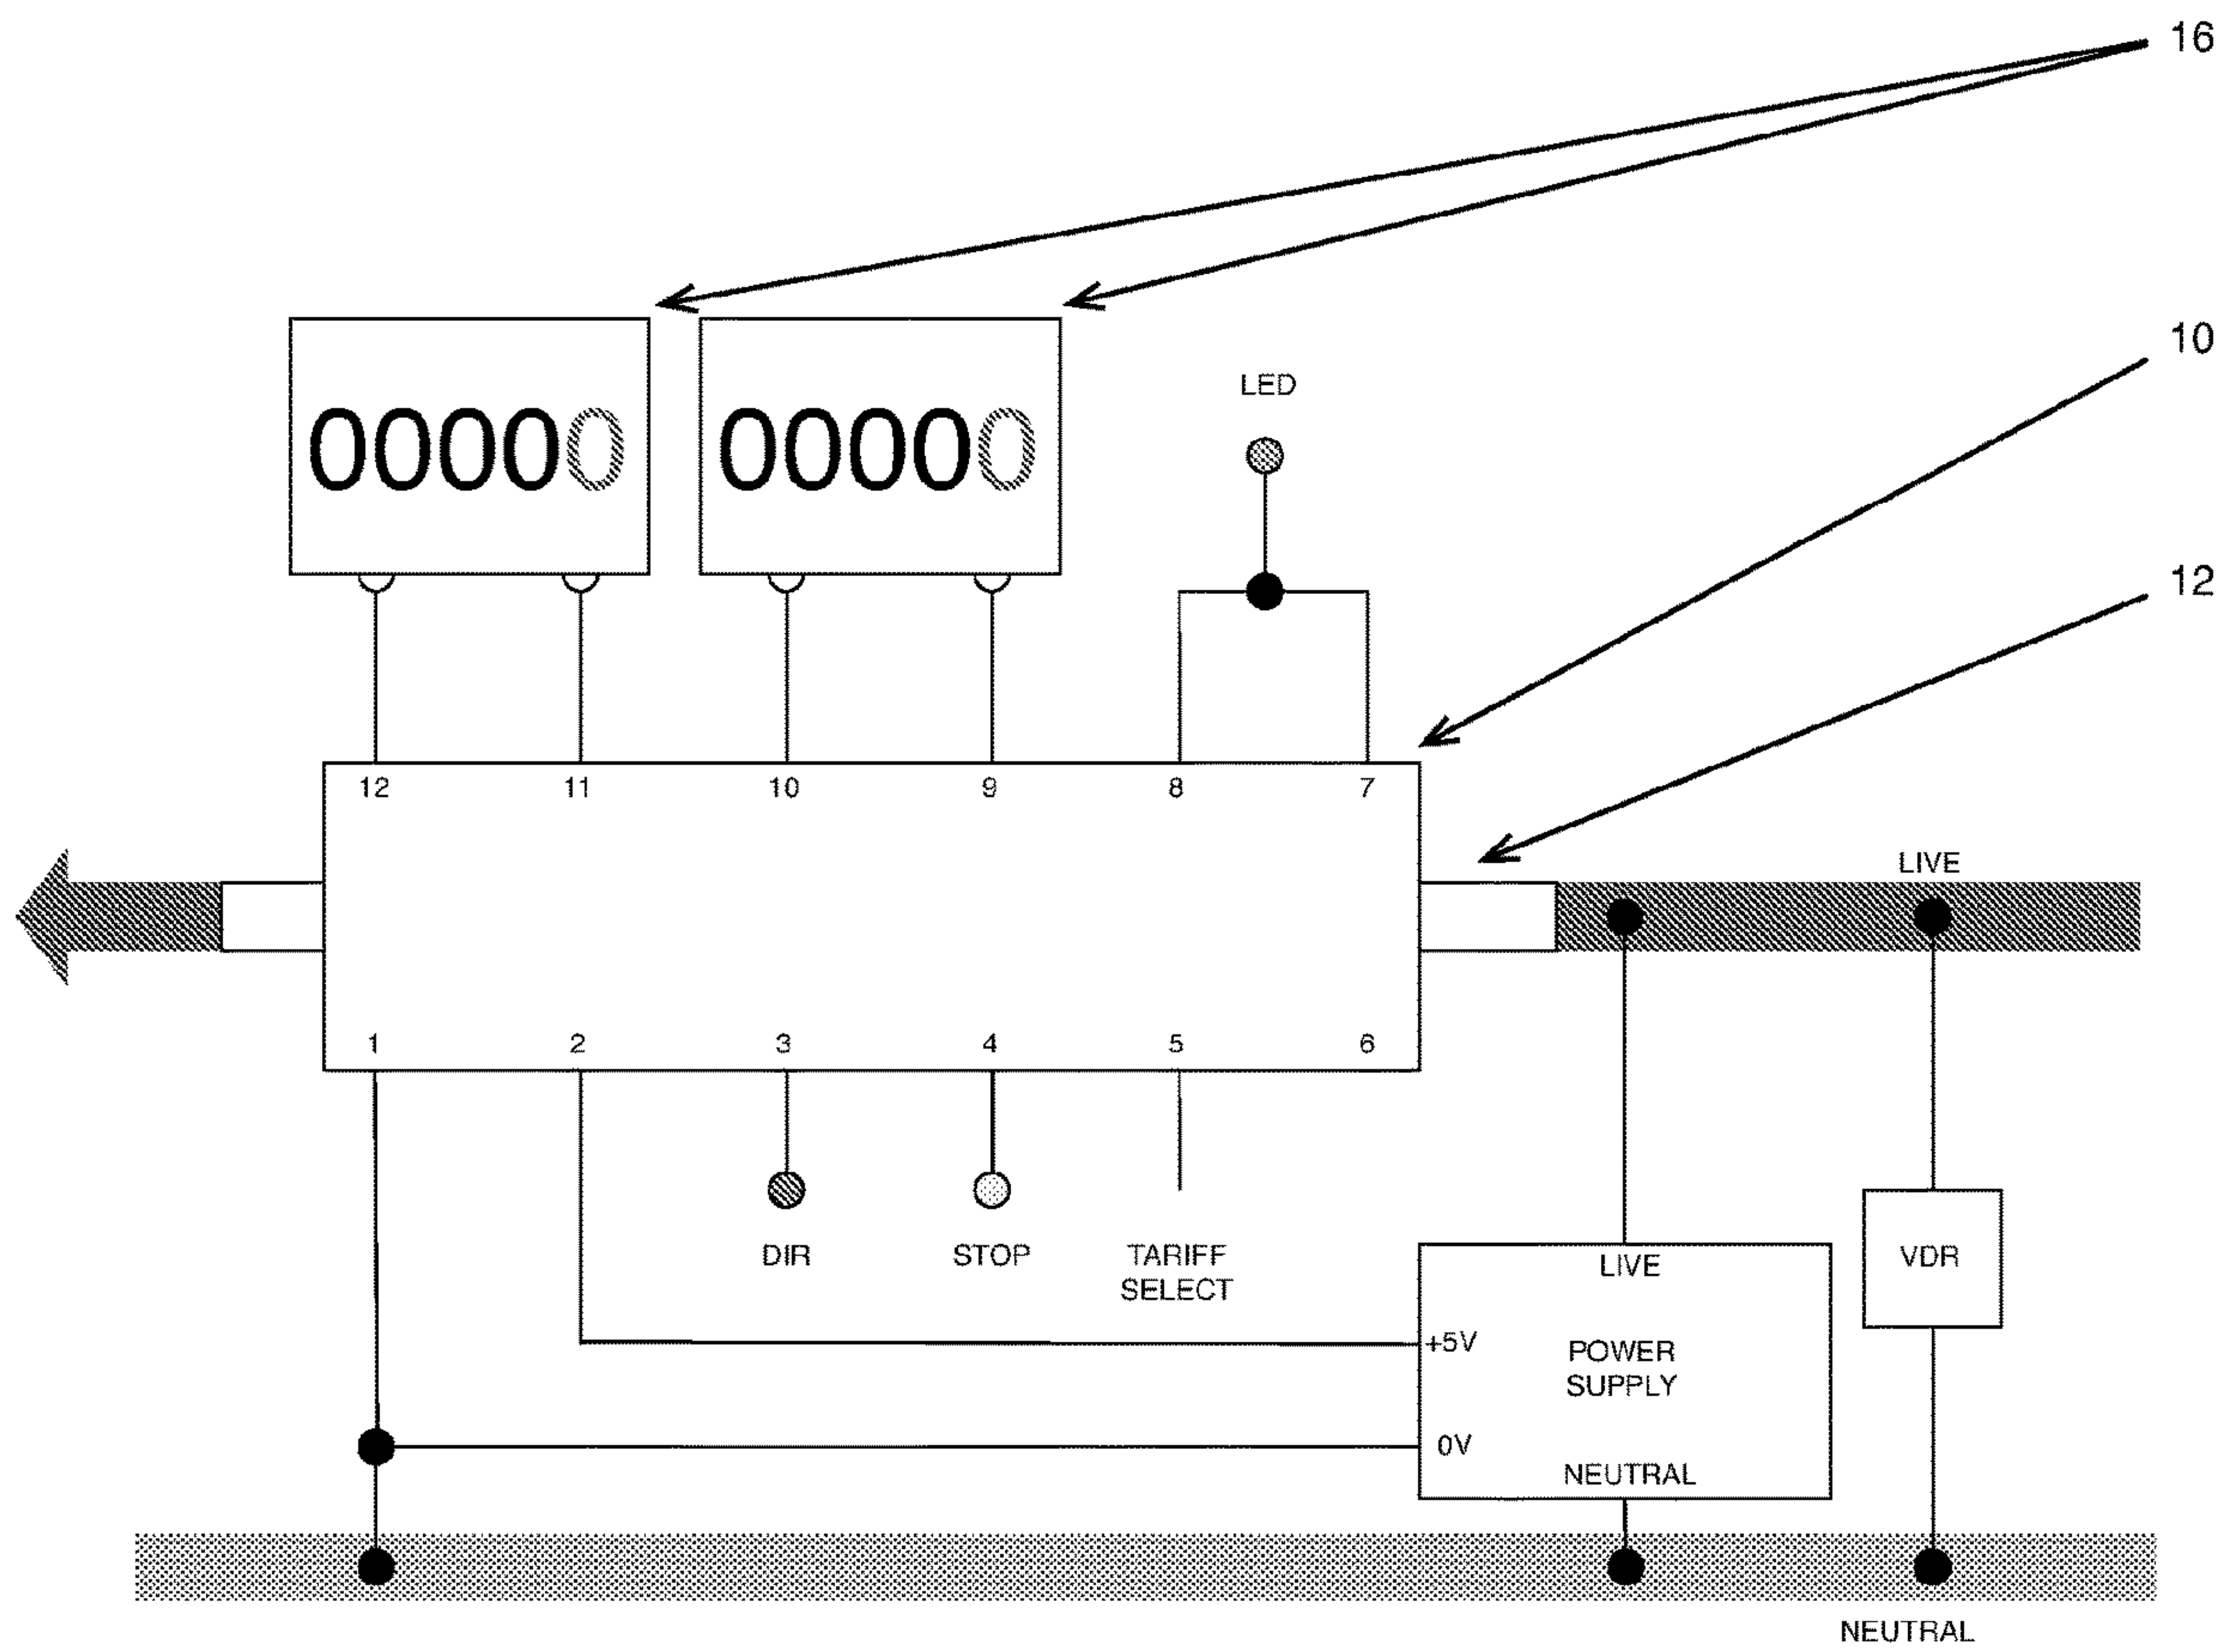 16
10
LED
00000
00000
12
12
11
10
9
8
7
LIVE
1
2
3
4
5
6
DIR
STOP
TARIFF
SELECT
LIVE
VDR
+5V
POWER
SUPPLY
0V
NEUTRAL
NEUTRAL